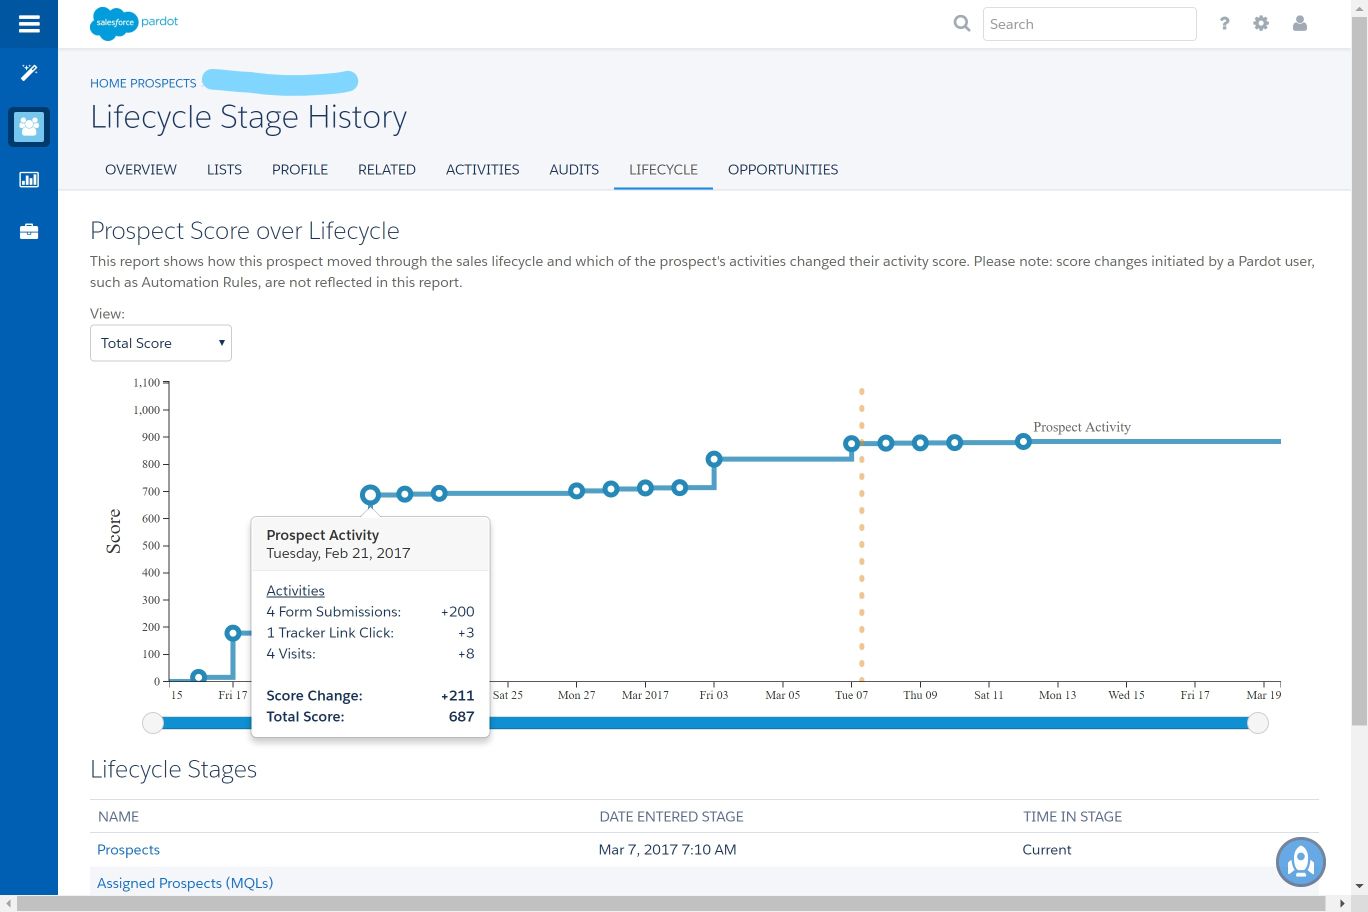 salesforce pardot
Search
?
HOME PROSPECTS
Lifecycle Stage History
OVERVIEW LISTS PROFILE RELATED ACTIVITIES AUDITS LIFECYCLE OPPORTUNITIES
Prospect Score over Lifecycle
This report shows how this prospect moved through the sales lifecycle and which of the prospect's activities changed their activity score. Please note: score changes initiated by a Pardot user,
such as Automation Rules, are not reflected in this report.
View:
Total Score
1,100
1,000
900
800
700
600
500
400
300
200
100
0
Score
Prospect Activity
Prospect Activity
Tuesday, Feb 21, 2017
Activities
4 Form Submissions: +200
1 Tracker Link Click: +3
4 Visits: +8
Score Change: +211
Total Score: 687
15 Fri 17 Sat 25 Mon 27 Mar 2017 Fri 03 Mar 05 Tue 07 Thu 09 Sat 11 Mon 13 Wed 15 Fri 17 Mar 19
Lifecycle Stages
NAME DATE ENTERED STAGE TIME IN STAGE
Prospects Mar 7, 2017 7:10 AM Current
Assigned Prospects (MQLs)